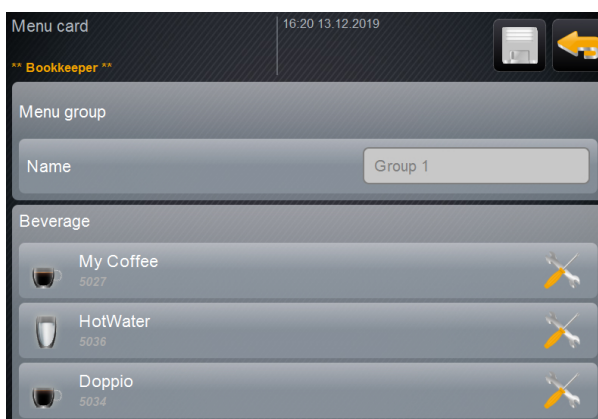 Menu card
16:20 13.12.2019
** Bookkeeper **
Menu group
Name
Group 1
Beverage
My Coffee
5027
HotWater
5036
Doppio
5034